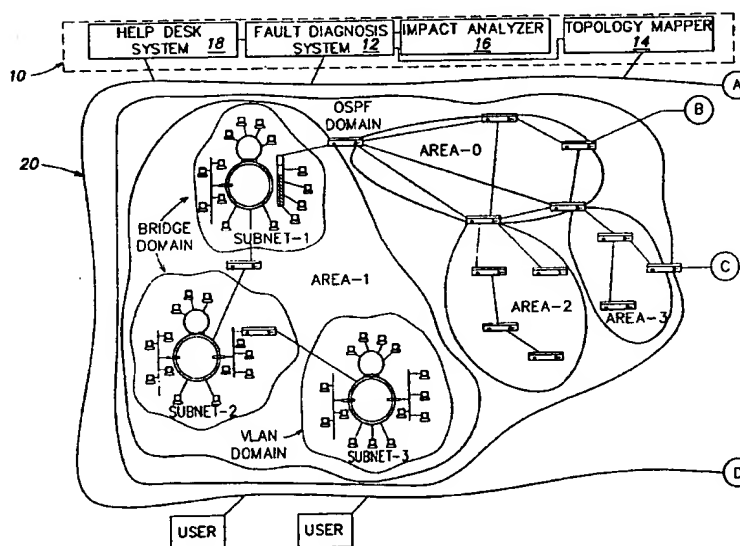 HELP DESK
SYSTEM 18
FAULT DIAGNOSIS
SYSTEM 12
IMPACT ANALYZER
16
TOPOLOGY MAPPER
14
10
A
OSPF
DOMAIN
B
20
AREA-0
SUBNET-1
BRIDGE
DOMAIN
AREA-1
C
AREA-2
AREA-3
SUBNET-2
VLAN
DOMAIN
SUBNET-3
D
USER
USER